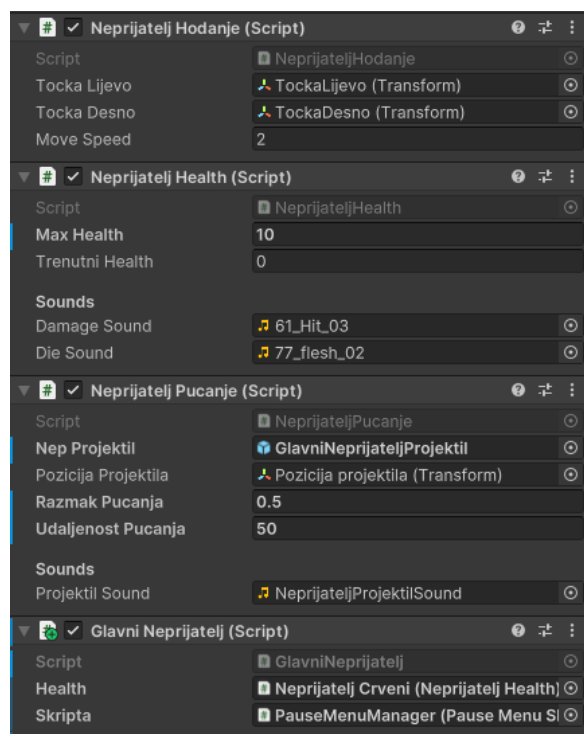 Neprijatelj Hodanje (Script)
Script NeprijateljHodanje
Tocka Lijevo TockaLijevo (Transform)
Tocka Desno TockaDesno (Transform)
Move Speed 2
Neprijatelj Health (Script)
Script NeprijateljHealth
Max Health 10
Trenutni Health 0
Sounds
Damage Sound 61_Hit_03
Die Sound 77_flesh_02
Neprijatelj Pucanje (Script)
Script NeprijateljPucanje
Nep Projektil GlavniNeprijateljProjektil
Pozicija Projektila Pozicija projektila (Transform)
Razmak Pucanja 0.5
Udaljenost Pucanja 50
Sounds
Projektil Sound NeprijateljProjektilSound
Glavni Neprijatelj (Script)
Script GlavniNeprijatelj
Health Neprijatelj Crveni (Neprijatelj Health)
Skripta PauseMenuManager (Pause Menu